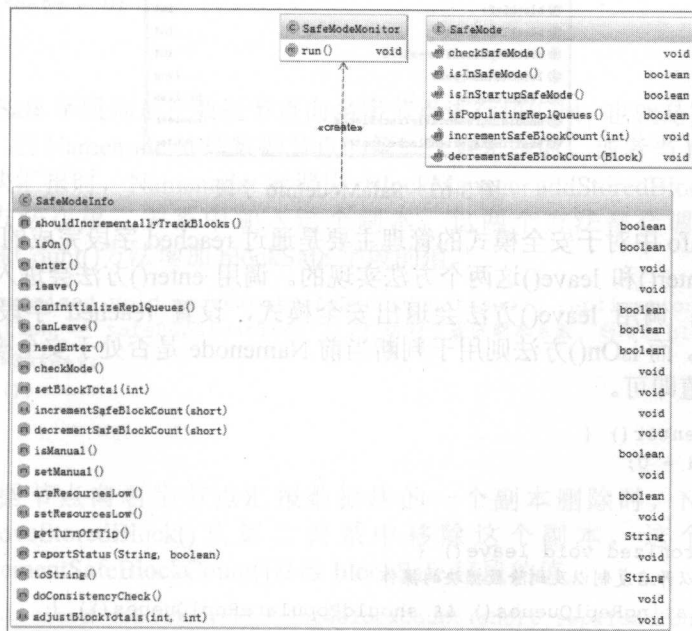 SafeModeMonitor
run() void
SafeMode
checkSafeMode() void
isInSafeMode() boolean
isInStartupSafeMode() boolean
isPopulatingReplQueues() boolean
incrementSafeBlockCount(int) void
decrementSafeBlockCount(Block) void
«create»
SafeModeInfo
shouldIncrementallyTrackBlocks() boolean
isOn() boolean
enter() void
leave() void
canInitializeReplQueues() boolean
canLeave() boolean
needEnter() boolean
checkMode() void
setBlockTotal(int) void
incrementSafeBlockCount(short) void
decrementSafeBlockCount(short) void
isManual() boolean
setManual() void
areResourcesLow() boolean
setResourcesLow() void
getTurnOffTip() String
reportStatus(String, boolean) void
toString() String
doConsistencyCheck() void
adjustBlockTotals(int, int) void